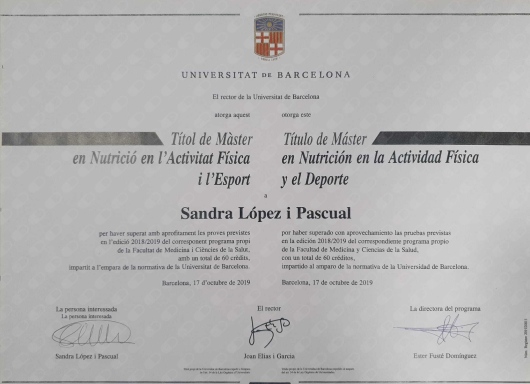 UNIVERSITAT DE BARCELONA
El rector de la Universitat de Barcelona
atorga aquest
otorga este
Títol de Màster
en Nutrició en l'Activitat Física
i l'Esport
Título de Máster
en Nutrición en la Actividad Física
y el Deporte
a
Sandra López i Pascual
per haver superat amb aprofitament les proves previstes
en l'edició 2018/2019 del corresponent programa propi
de la Facultat de Medicina i Ciències de la Salut,
amb un total de 60 crèdits,
impartit a l'empara de la normativa de la Universitat de Barcelona.
Barcelona, 17 d'octubre de 2019
por haber superado con aprovechamiento las pruebas previstas
en la edición 2018/2019 del correspondiente programa propio
de la Facultad de Medicina y Ciencias de la Salud,
con un total de 60 créditos,
impartido al amparo de la normativa de la Universidad de Barcelona.
Barcelona, 17 de octubre de 2019
La persona interessada
La persona interesada
Sandra López i Pascual
El rector
Joan Elias i Garcia
La directora del programa
Ester Fusté Domínguez